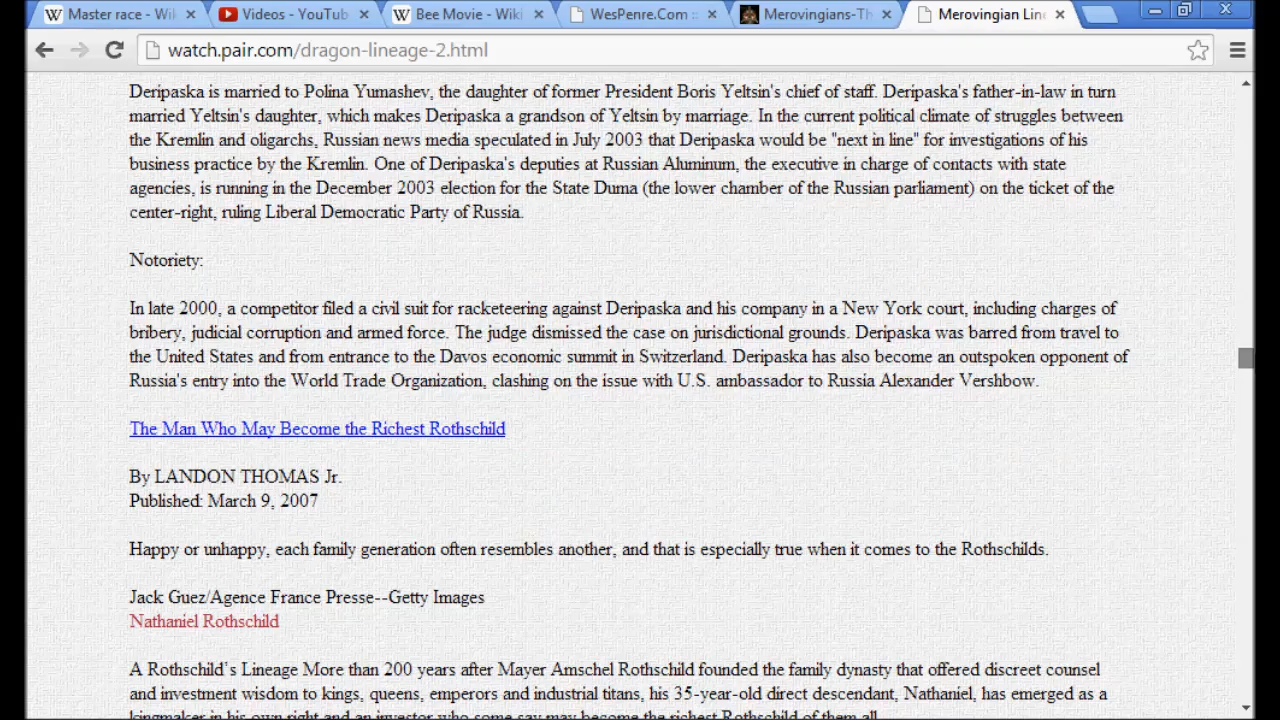 Master race - Wik
Videos - YouTub
Bee Movie - Wiki
WesPenre.Com ::
Merovingians-Th
Merovingian Lin
watch.pair.com/dragon-lineage-2.html
Deripaska is married to Polina Yumashev, the daughter of former President Boris Yeltsin's chief of staff. Deripaska's father-in-law in turn
married Yeltsin's daughter, which makes Deripaska a grandson of Yeltsin by marriage. In the current political climate of struggles between
the Kremlin and oligarchs, Russian news media speculated in July 2003 that Deripaska would be "next in line" for investigations of his
business practice by the Kremlin. One of Deripaska's deputies at Russian Aluminum, the executive in charge of contacts with state
agencies, is running in the December 2003 election for the State Duma (the lower chamber of the Russian parliament) on the ticket of the
center-right, ruling Liberal Democratic Party of Russia.
Notoriety:
In late 2000, a competitor filed a civil suit for racketeering against Deripaska and his company in a New York court, including charges of
bribery, judicial corruption and armed force. The judge dismissed the case on jurisdictional grounds. Deripaska was barred from travel to
the United States and from entrance to the Davos economic summit in Switzerland. Deripaska has also become an outspoken opponent of
Russia's entry into the World Trade Organization, clashing on the issue with U.S. ambassador to Russia Alexander Vershbow.
The Man Who May Become the Richest Rothschild
By LANDON THOMAS Jr.
Published: March 9, 2007
Happy or unhappy, each family generation often resembles another, and that is especially true when it comes to the Rothschilds.
Jack Guez/Agence France Presse--Getty Images
Nathaniel Rothschild
A Rothschild’s Lineage More than 200 years after Mayer Amschel Rothschild founded the family dynasty that offered discreet counsel
and investment wisdom to kings, queens, emperors and industrial titans, his 35-year-old direct descendant, Nathaniel, has emerged as a
kingmaker in his own right and an investor who some say may become the richest Rothschild of them all.